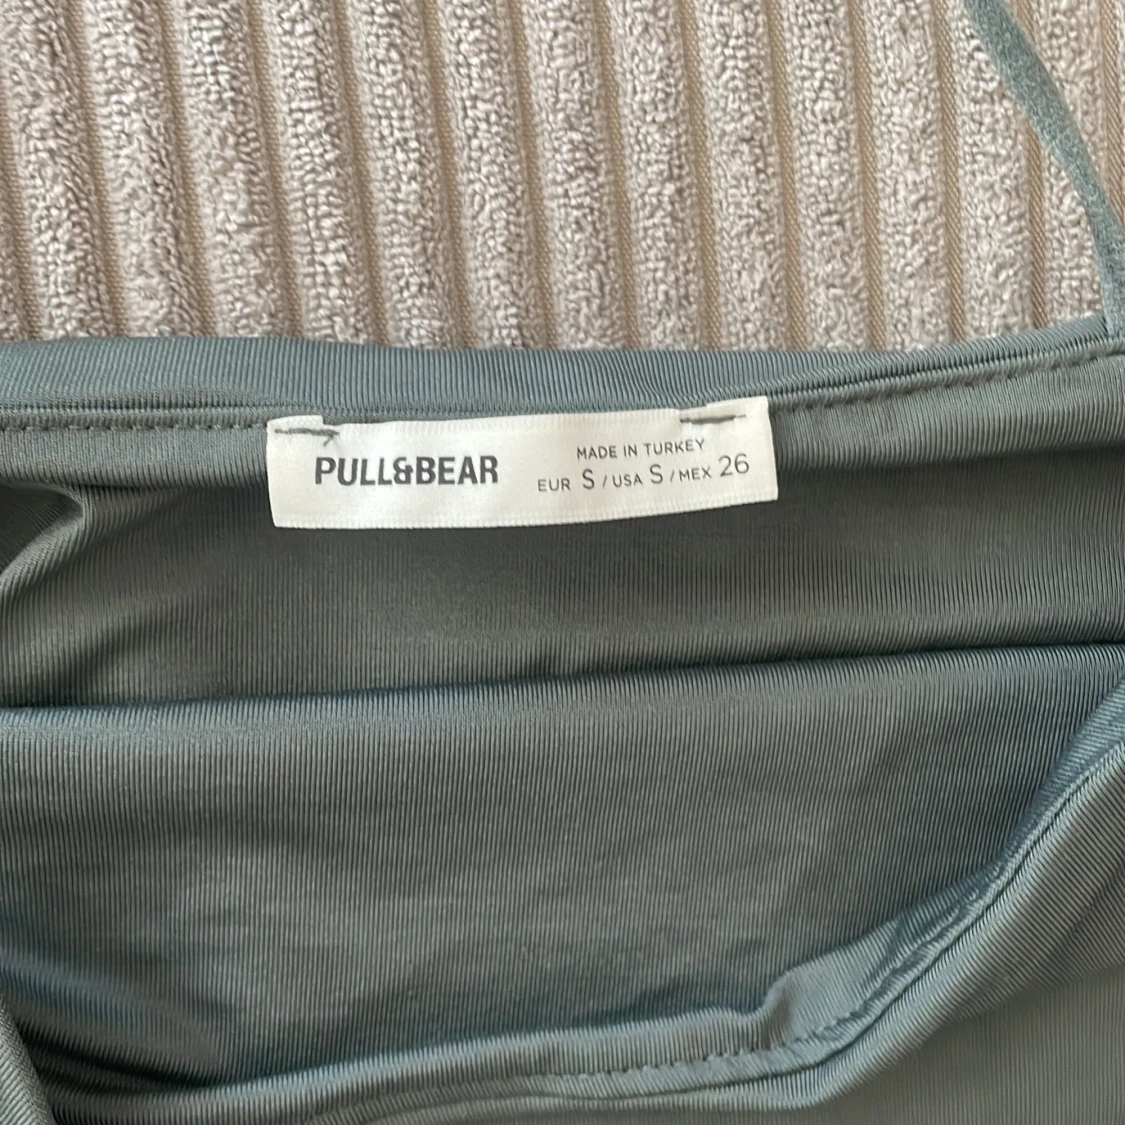 PULL&BEAR
MADE IN TURKEY
EUR S / USA S / MEX 26